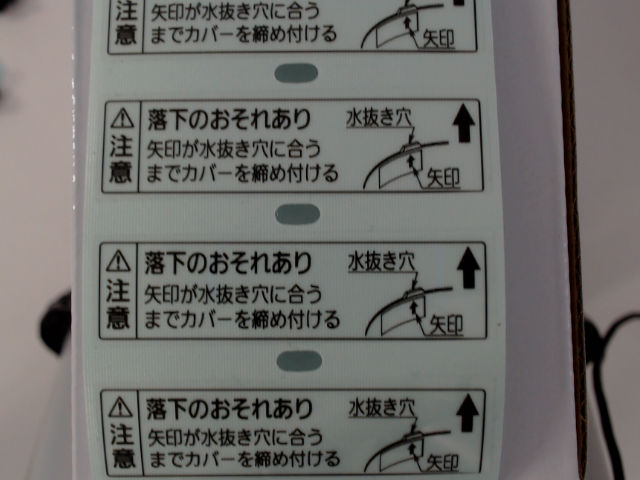 注意
矢印が水抜き穴に合う
までカバーを締め付ける
矢印
注意
落下のおそれあり
矢印が水抜き穴に合う
までカバーを締め付ける
水抜き穴
矢印
注意
落下のおそれあり
矢印が水抜き穴に合う
までカバーを締め付ける
水抜き穴
矢印
注意
落下のおそれあり
矢印が水抜き穴に合う
までカバーを締め付ける
水抜き穴
矢印